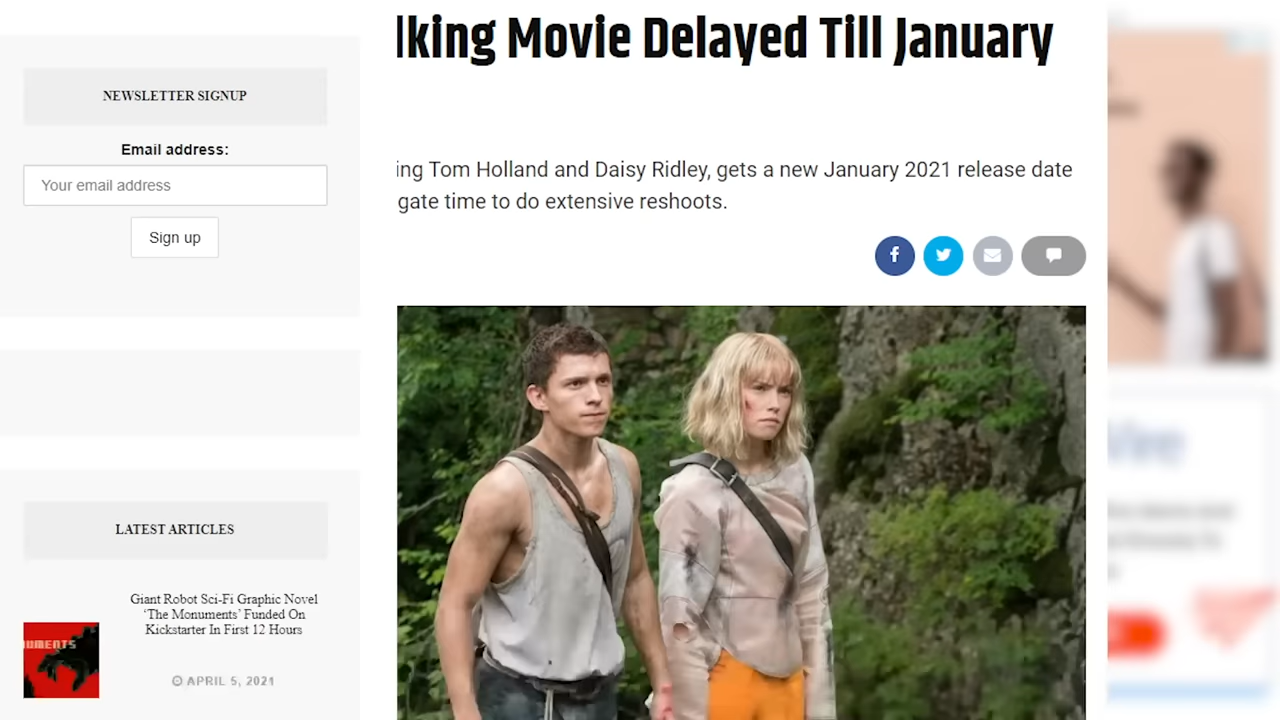 NEWSLETTER SIGNUP
Email address:
Your email address
Sign up
LATEST ARTICLES
Giant Robot Sci-Fi Graphic Novel
'The Monuments' Funded On
Kickstarter In First 12 Hours
APRIL 5, 2021
UMENTS
lking Movie Delayed Till January
ing Tom Holland and Daisy Ridley, gets a new January 2021 release date
gate time to do extensive reshoots.